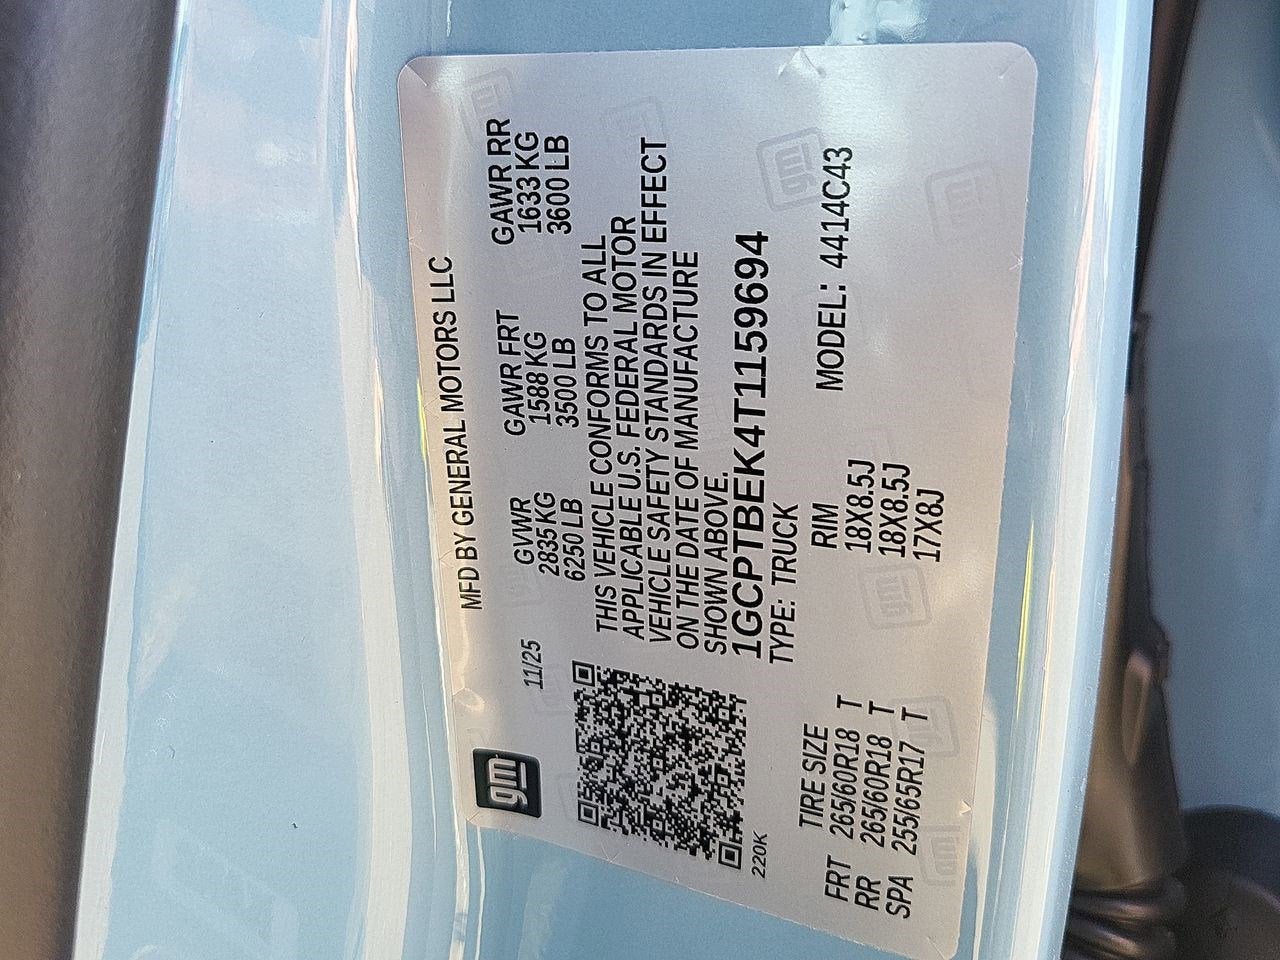 gm
MFD BY GENERAL MOTORS LLC
11/25
GVWR GAWR FRT GAWR RR
2835 KG 1588 KG 1633 KG
6250 LB 3500 LB 3600 LB
THIS VEHICLE CONFORMS TO ALL
APPLICABLE U.S. FEDERAL MOTOR
VEHICLE SAFETY STANDARDS IN EFFECT
ON THE DATE OF MANUFACTURE
SHOWN ABOVE.
1GCPTBEK4T1159694
TYPE: TRUCK
220K
MODEL: 4414C43
TIRE SIZE RIM
FRT 265/60R18 T 18X8.5J
RR 265/60R18 T 18X8.5J
SPA 255/65R17 T 17X8J